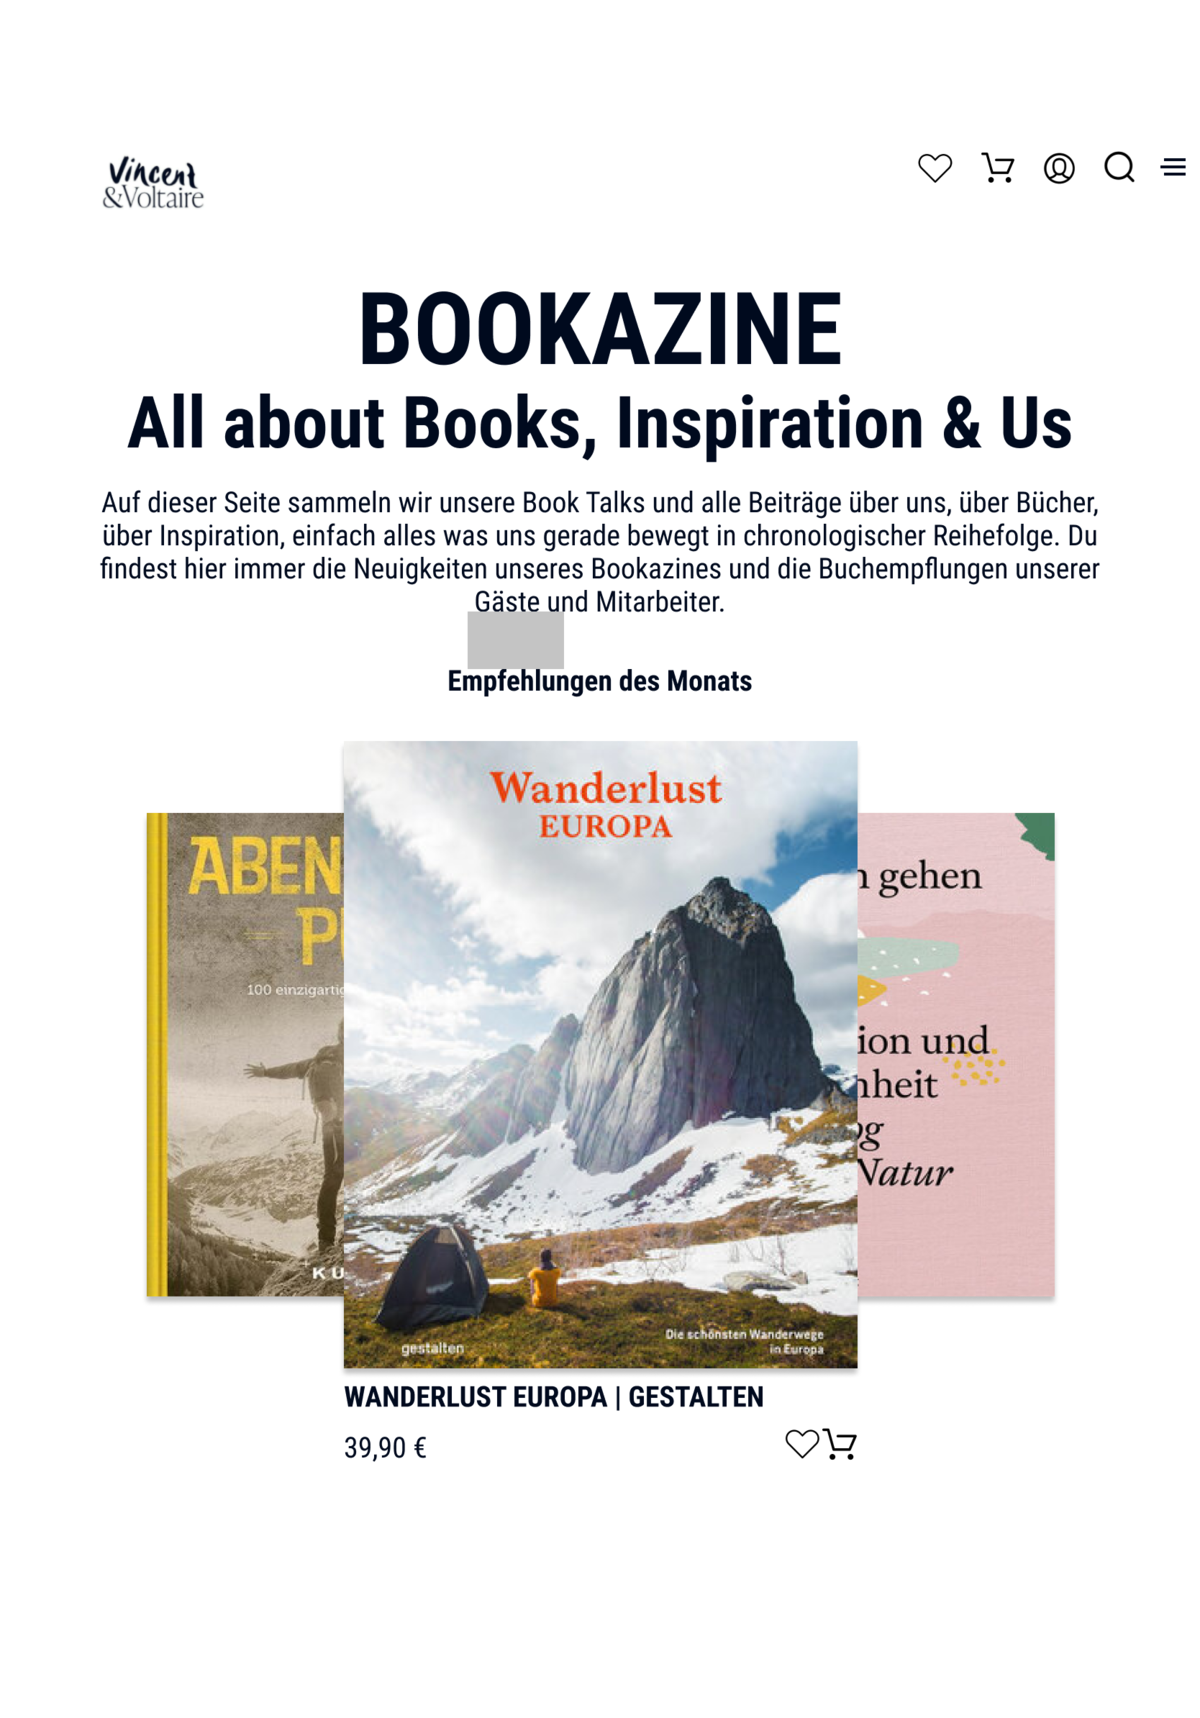 Vincent
&Voltaire
BOOKAZINE
All about Books, Inspiration & Us
Auf dieser Seite sammeln wir unsere Book Talks und alle Beiträge über uns, über Bücher,
über Inspiration, einfach alles was uns gerade bewegt in chronologischer Reihefolge. Du
findest hier immer die Neuigkeiten unseres Bookazines und die Buchempflungen unserer
Gäste und Mitarbeiter.
Empfehlungen des Monats
ABEN
100 einzigartig
KU
Wanderlust
EUROPA
gestalten
Die schönsten Wanderwege
in Europa
gehen
ion und
nheit
og
Natur
WANDERLUST EUROPA | GESTALTEN
39,90 €